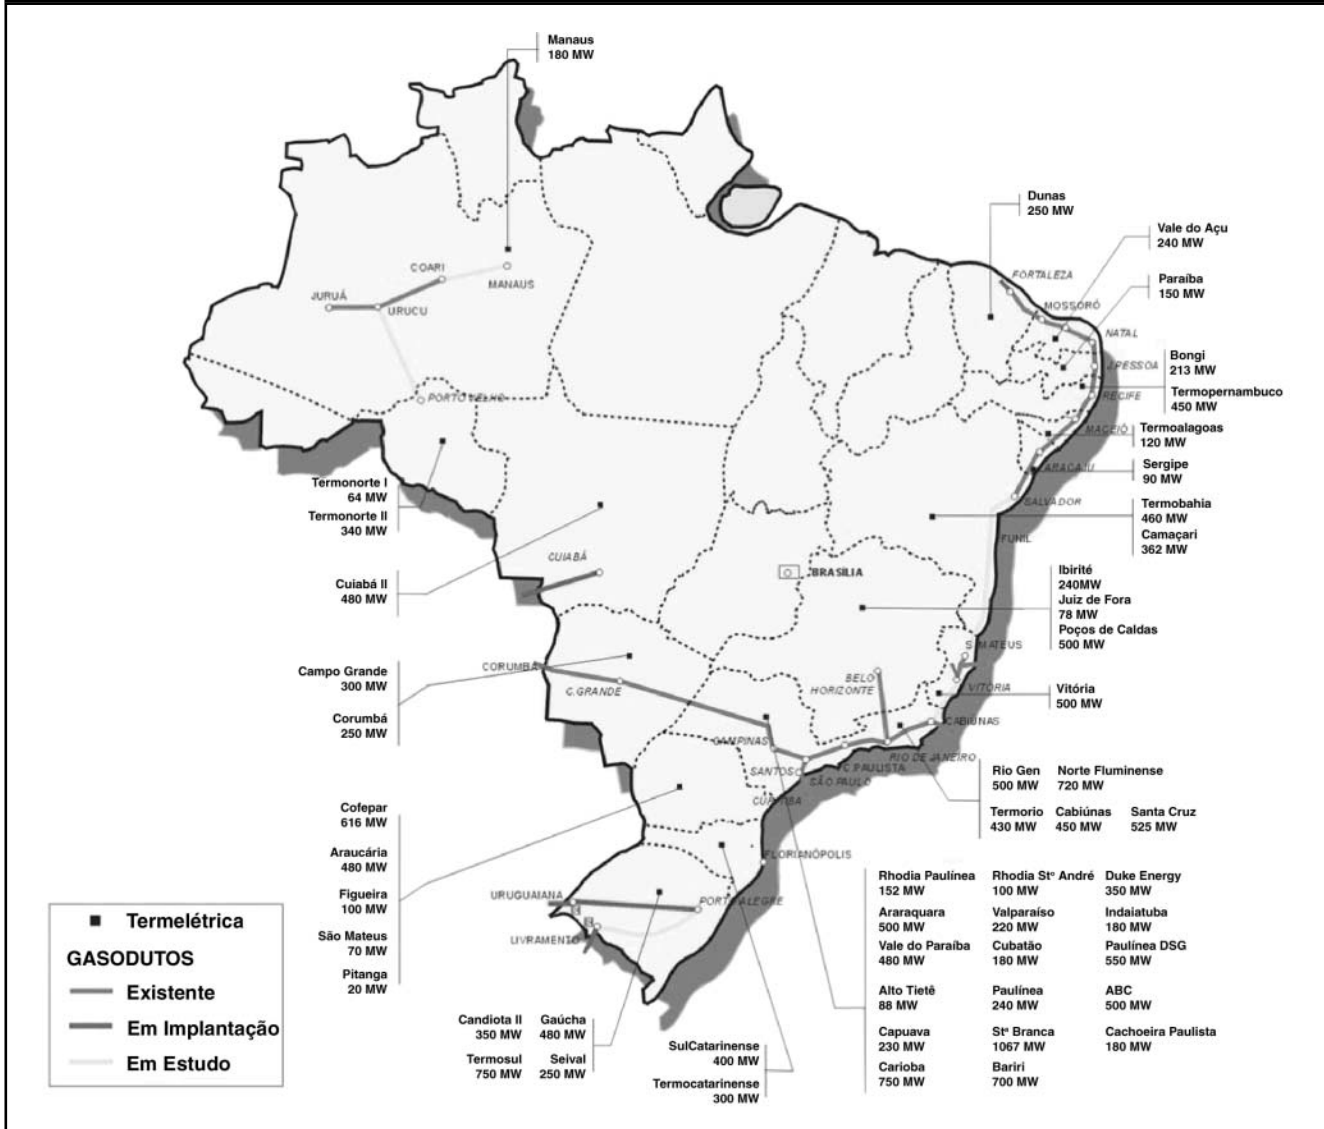 Manaus
180 MW
Dunas
250 MW
Vale do Açu
240 MW
Paraíba
150 MW
Bongi
213 MW
Termopernambuco
450 MW
Termoalagoas
120 MW
Sergipe
90 MW
Termobahia
460 MW
Camaçari
362 MW
Ibirité
240MW
Juiz de Fora
78 MW
Poços de Caldas
500 MW
Vitória
500 MW
Rio Gen Norte Fluminense
500 MW 720 MW
Termorio Cabiúnas Santa Cruz
430 MW 450 MW 525 MW
Rhodia Paulínea Rhodia Stº André Duke Energy
152 MW 100 MW 350 MW
Araraquara Valparaíso Indaiatuba
500 MW 220 MW 180 MW
Vale do Paraíba Cubatão Paulínea DSG
480 MW 180 MW 550 MW
Alto Tietê Paulínea ABC
88 MW 240 MW 500 MW
Capuava Stª Branca Cachoeira Paulista
230 MW 1067 MW 180 MW
Carioba Bariri
750 MW 700 MW
SulCatarinense
400 MW
Termocatarinense
300 MW
Candiota II Gaúcha
350 MW 480 MW
Termosul Seival
750 MW 250 MW
Termonorte I
64 MW
Termonorte II
340 MW
Cuiabá II
480 MW
Campo Grande
300 MW
Corumbá
250 MW
Cofepar
616 MW
Araucária
480 MW
Figueira
100 MW
São Mateus
70 MW
Pitanga
20 MW
COARI
MANAUS
JURUÁ
URUCU
PORTO VELHO
CUIABÁ
BRASÍLIA
CORUMBÁ
C.GRANDE
CAMPINAS
BELO
HORIZONTE
S. MATEUS
VITÓRIA
CABIÚNAS
RIO DE JANEIRO
C.PAULISTA
SANTOS
SÃO PAULO
CURITIBA
FLORIANÓPOLIS
URUGUAIANA
PORTO ALEGRE
LIVRAMENTO
FORTALEZA
MOSSORÓ
NATAL
J.PESSOA
RECIFE
MACEIÓ
ARACAJU
SALVADOR
FUNIL
Termelétrica
GASODUTOS
Existente
Em Implantação
Em Estudo